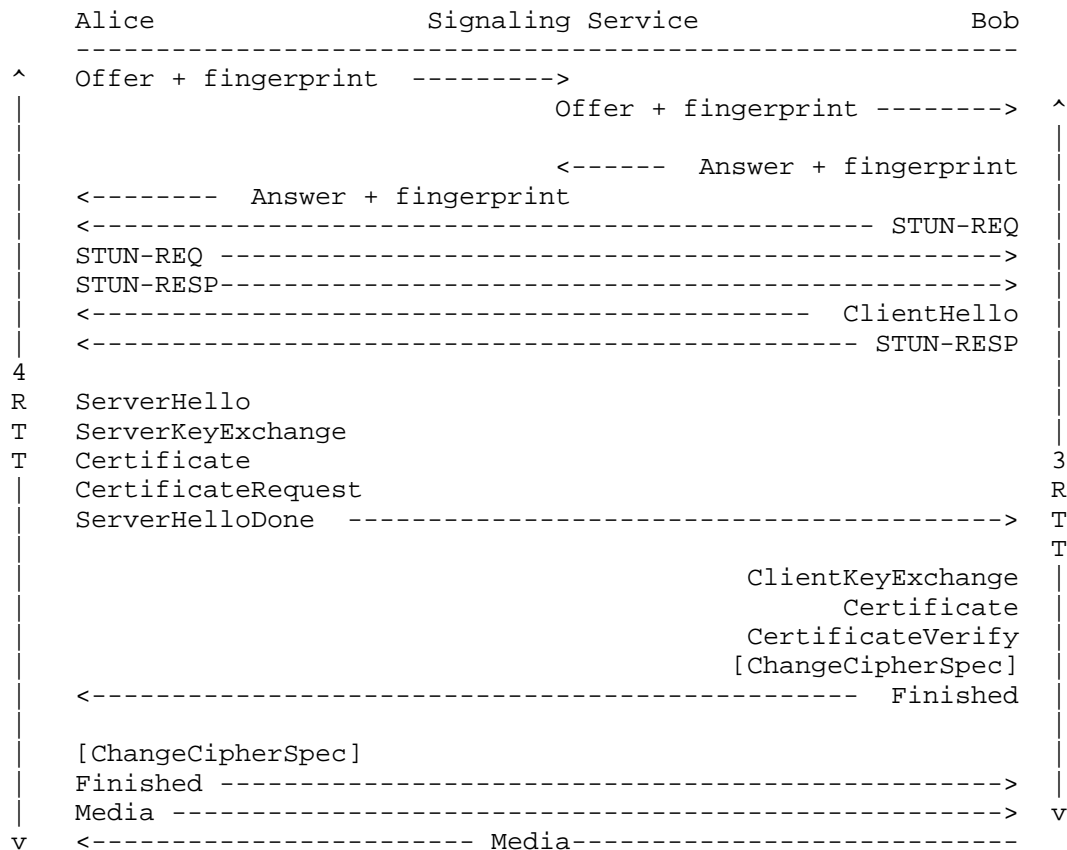 Alice                 Signaling Service                 Bob
    -----------------------------------------------------------
^   Offer + fingerprint  --------->
|                                 Offer + fingerprint -------->  ^
|                                                                |
|                                 <------  Answer + fingerprint  |
|   <--------  Answer + fingerprint                              |
|   <------------------------------------------------- STUN-REQ  |
|   STUN-REQ ------------------------------------------------->  |
|   STUN-RESP------------------------------------------------->  |
|   <---------------------------------------------  ClientHello  |
|   <------------------------------------------------ STUN-RESP  |
4                                                                |
R   ServerHello                                                  |
T   ServerKeyExchange                                            |
T   Certificate                                                  3
|   CertificateRequest                                           R
|   ServerHelloDone  ----------------------------------------->  T
|                                                                T
|                                             ClientKeyExchange  |
|                                                   Certificate  |
|                                             CertificateVerify  |
|                                            [ChangeCipherSpec]  |
|   <------------------------------------------------  Finished  |
|                                                                |
|   [ChangeCipherSpec]                                           |
|   Finished ------------------------------------------------->  |
|   Media ---------------------------------------------------->  v
v   <------------------------ Media----------------------------